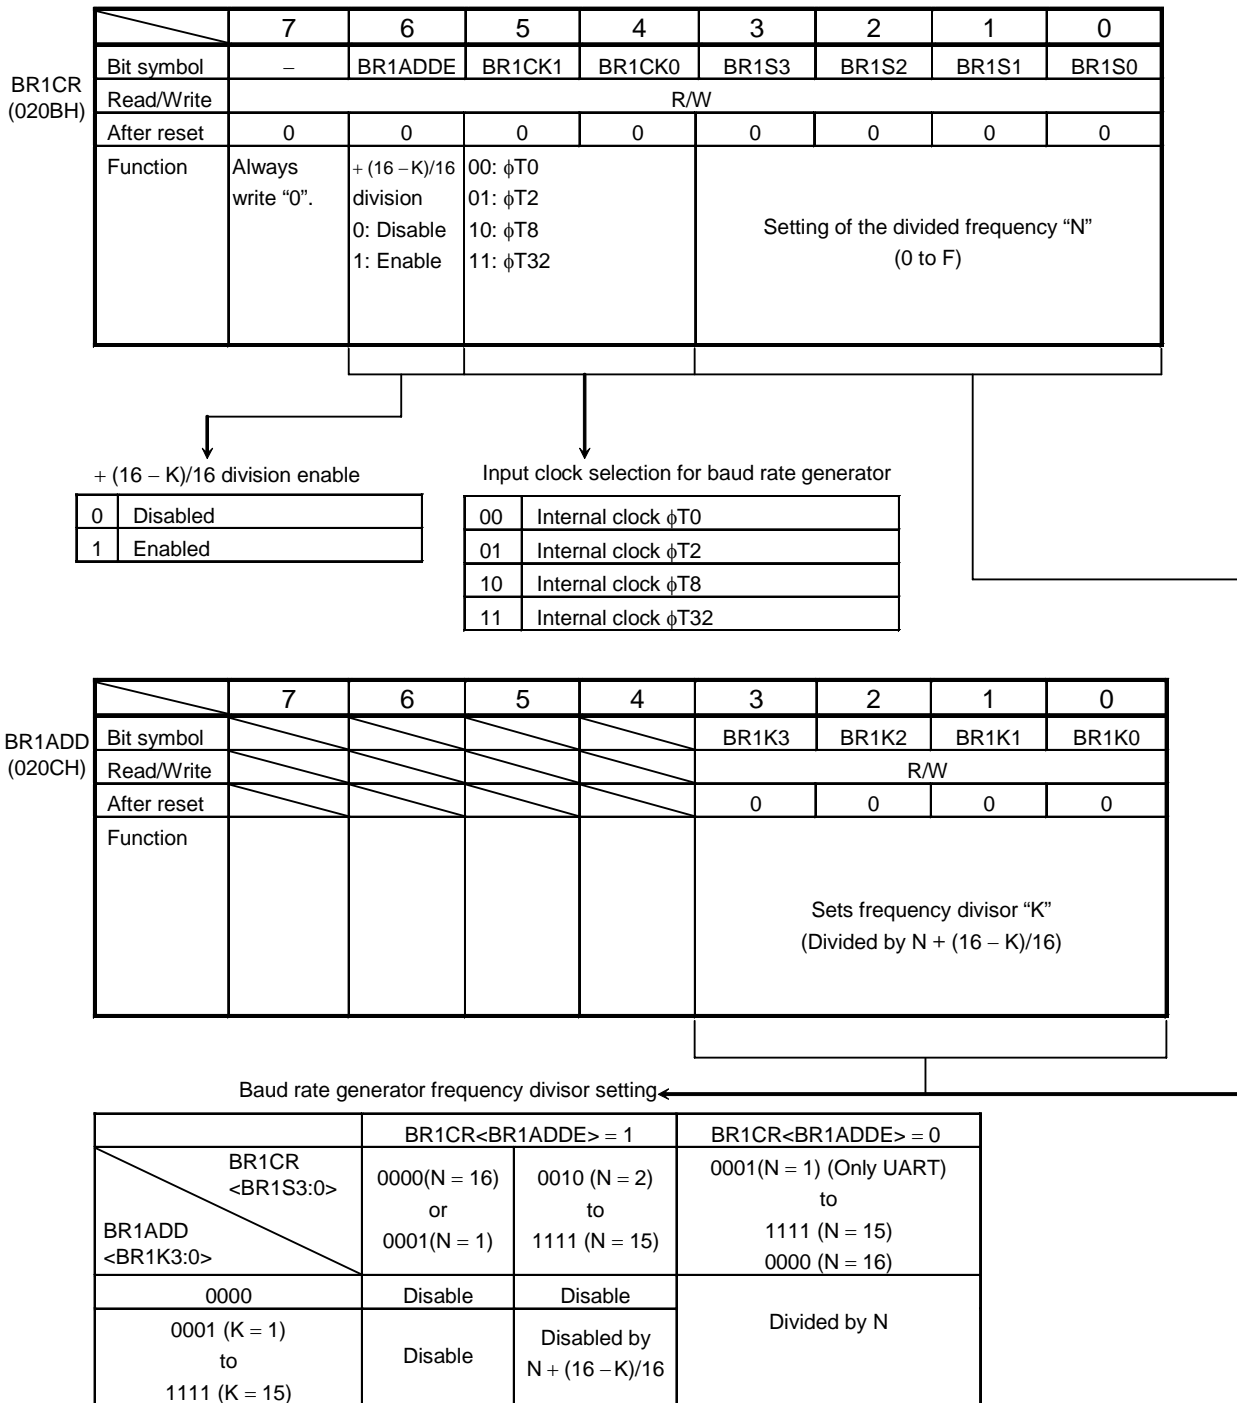 7 6 5 4 3 2 1 0
BR1CR
(020BH)
Bit symbol – BR1ADDE BR1CK1 BR1CK0 BR1S3 BR1S2 BR1S1 BR1S0
Read/Write R/W
After reset 0 0 0 0 0 0 0 0
Function Always + (16 – K)/16 00: ϕT0
write “0”. division 01: ϕT2
0: Disable 10: ϕT8
1: Enable 11: ϕT32
Setting of the divided frequency “N”
(0 to F)
+ (16 – K)/16 division enable
0 Disabled
1 Enabled
Input clock selection for baud rate generator
00 Internal clock ϕT0
01 Internal clock ϕT2
10 Internal clock ϕT8
11 Internal clock ϕT32
7 6 5 4 3 2 1 0
BR1ADD
(020CH)
Bit symbol BR1K3 BR1K2 BR1K1 BR1K0
Read/Write R/W
After reset 0 0 0 0
Function
Sets frequency divisor “K”
(Divided by N + (16 – K)/16)
Baud rate generator frequency divisor setting
BR1CR<BR1ADDE> = 1 BR1CR<BR1ADDE> = 0
BR1CR
<BR1S3:0>
BR1ADD
<BR1K3:0>
0000(N = 16)
or
0001(N = 1)
0010 (N = 2)
to
1111 (N = 15)
0001(N = 1) (Only UART)
to
1111 (N = 15)
0000 (N = 16)
0000 Disable Disable
0001 (K = 1)
to
1111 (K = 15)
Disable
Disabled by
N + (16 – K)/16
Divided by N